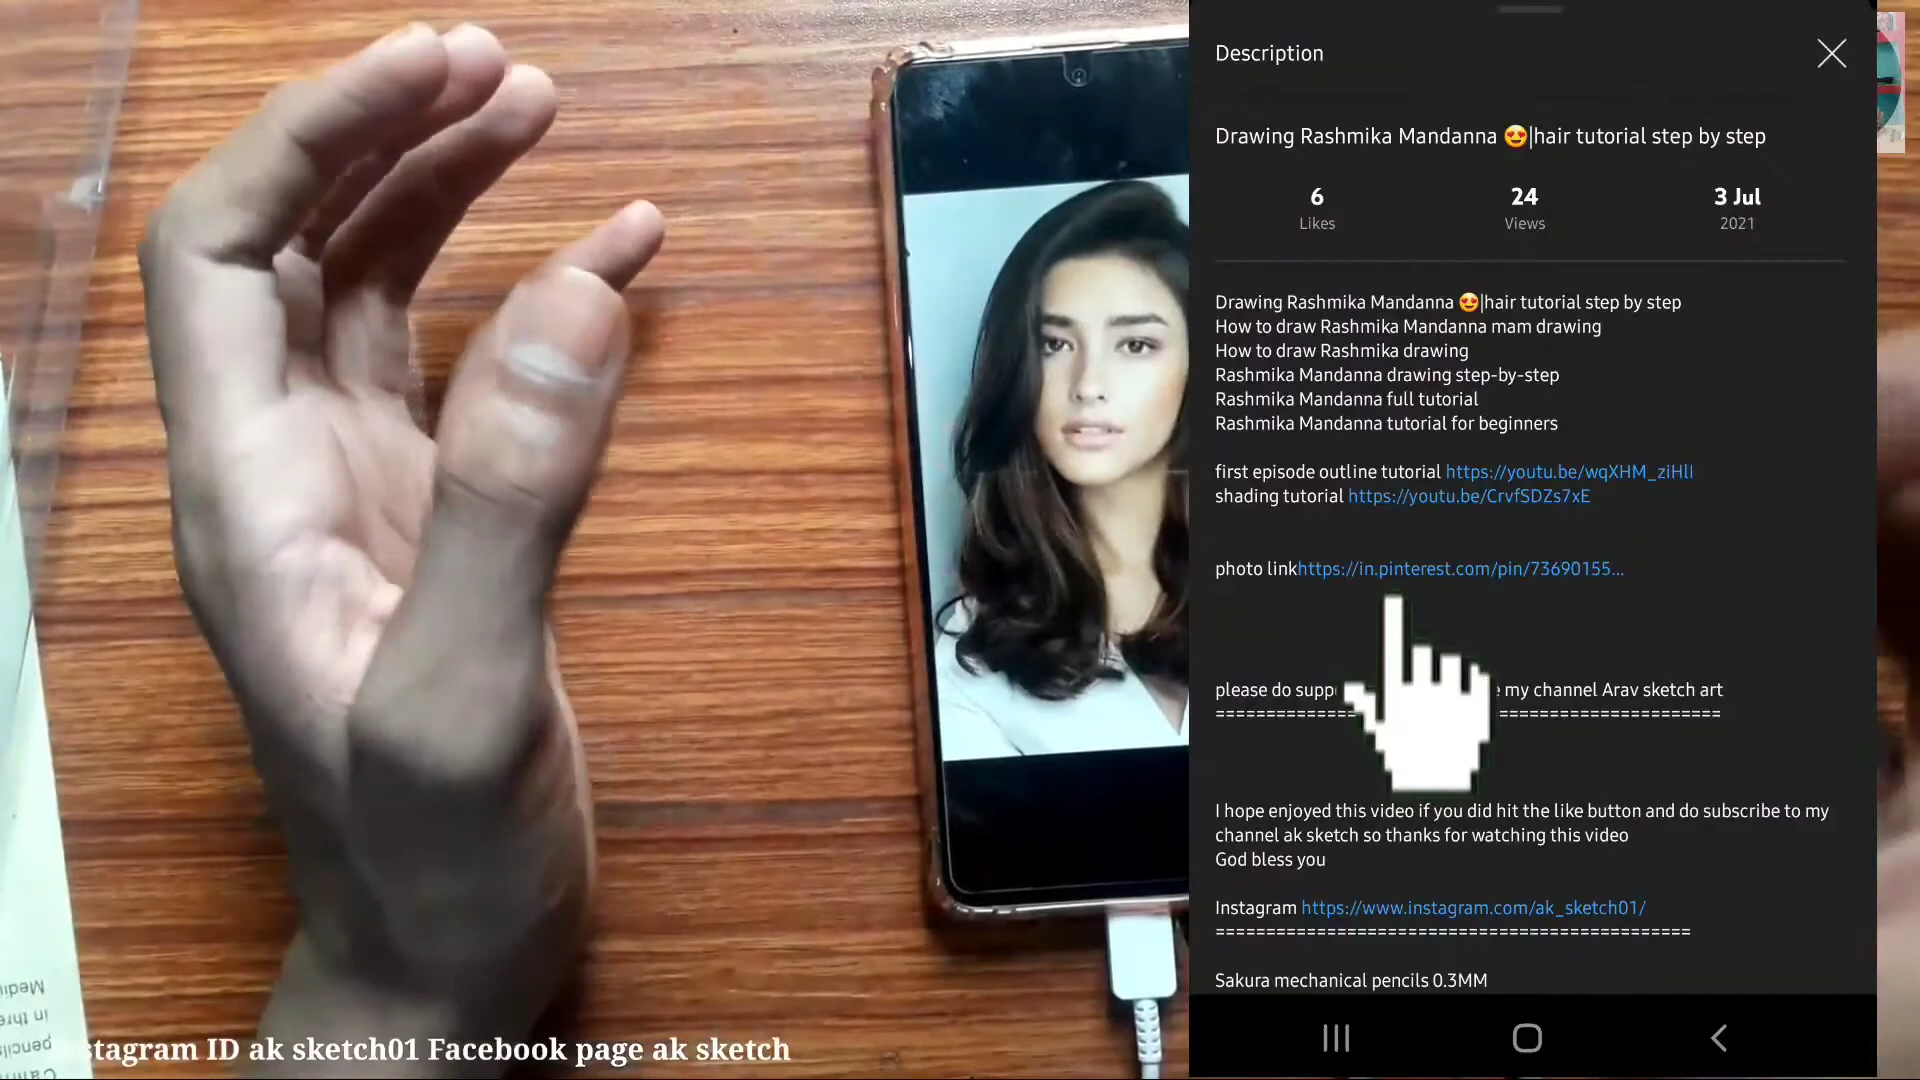 Description
Drawing Rashmika Mandanna 😍|hair tutorial step by step
6
Likes
24
Views
3 Jul
2021
Drawing Rashmika Mandanna 😍|hair tutorial step by step
How to draw Rashmika Mandanna mam drawing
How to draw Rashmika drawing
Rashmika Mandanna drawing step-by-step
Rashmika Mandanna full tutorial
Rashmika Mandanna tutorial for beginners
first episode outline tutorial https://youtu.be/wqXHM_ziHlI
shading tutorial https://youtu.be/CrvfSDZs7xE
photo linkhttps://in.pinterest.com/pin/73690155...
please do my channel Arav sketch art
I hope enjoyed this video if you did hit the like button and do subscribe to my
channel ak sketch so thanks for watching this video
God bless you
Instagram https://www.instagram.com/ak_sketch01/
===============================================
Sakura mechanical pencils 0.3MM
stagram ID ak sketch01 Facebook page ak sketch
in